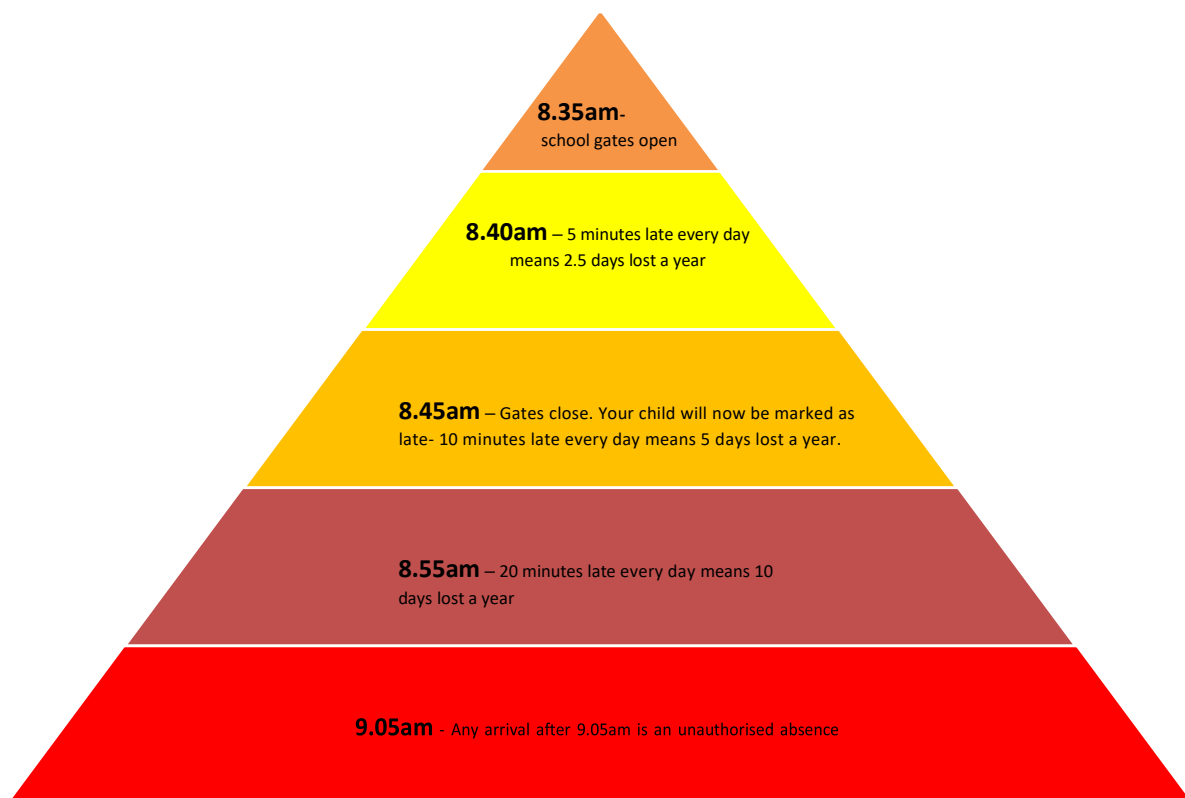 8.35am-
school gates open
8.40am – 5 minutes late every day
means 2.5 days lost a year
8.45am – Gates close. Your child will now be marked as
late- 10 minutes late every day means 5 days lost a year.
8.55am – 20 minutes late every day means 10
days lost a year
9.05am - Any arrival after 9.05am is an unauthorised absence